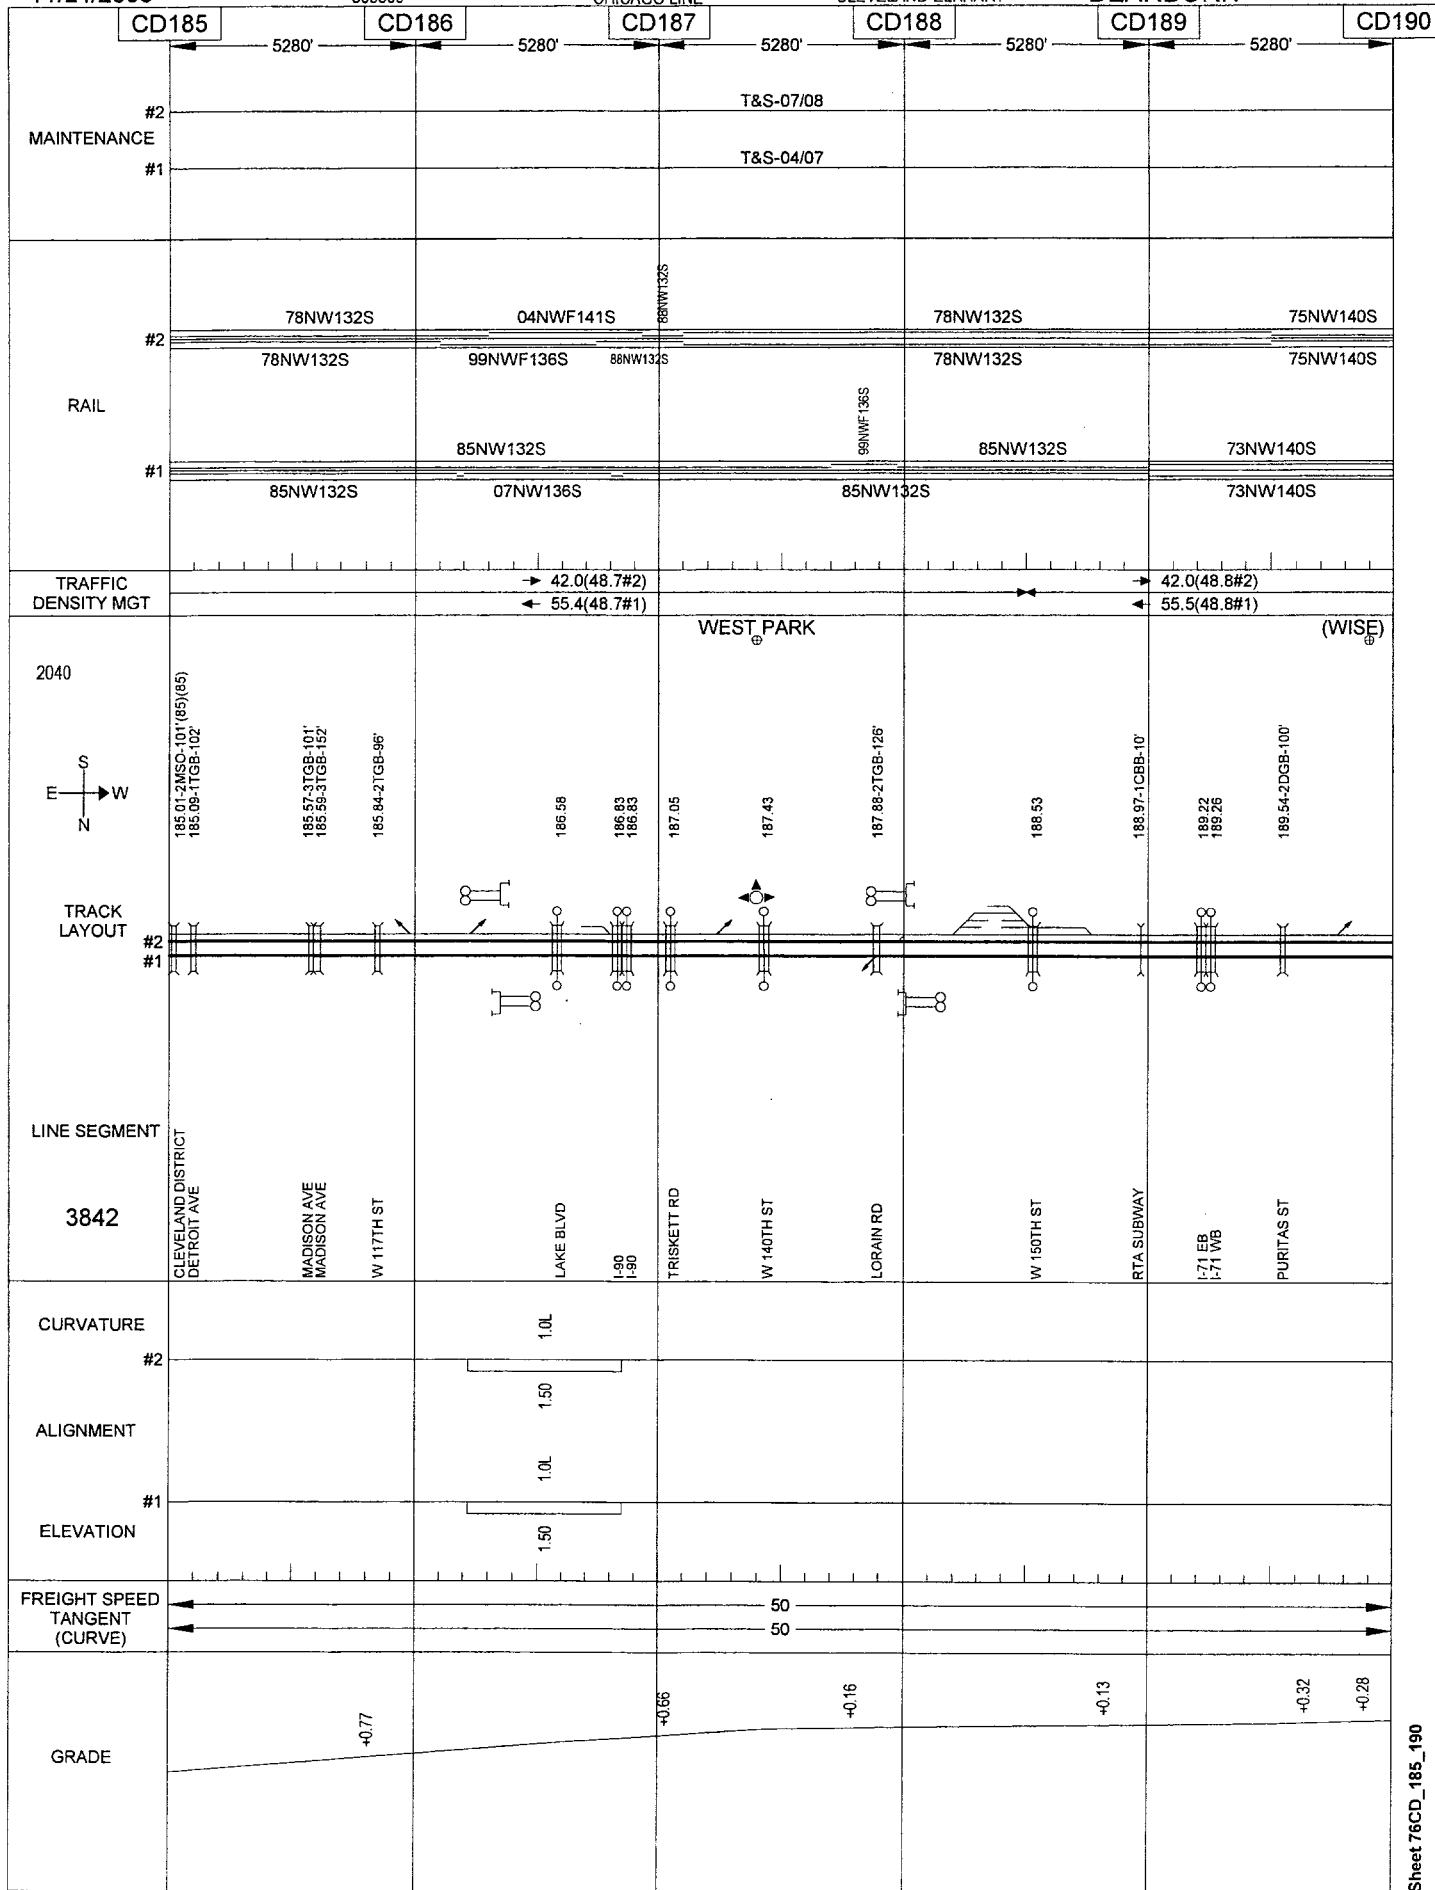 CD185 CD186 CD187 CD188 CD189 CD190
5280' 5280' 5280' 5280' 5280'
MAINTENANCE
#2
T&S-07/08
#1
T&S-04/07
RAIL
#2
78NW132S 04NWF141S 88NW132S 78NW132S 75NW140S
78NW132S 99NWF136S 88NW132S 78NW132S 75NW140S
#1
85NW132S 99NWF136S 85NW132S 73NW140S
85NW132S 07NW136S 85NW132S 73NW140S
TRAFFIC
DENSITY MGT
42.0(48.7#2) 42.0(48.8#2)
55.4(48.7#1) 55.5(48.8#1)
WEST PARK (WISE)
2040
S
E W
N
185.01-2MSO-101'(85)(85)
185.09-1TGB-102'
185.57-3TGB-101'
185.59-3TGB-152'
185.84-2TGB-96'
186.58
186.83
186.83
187.05
187.43
187.88-2TGB-126'
188.53
188.97-1CBB-10'
189.22
189.26
189.54-2DGB-100'
TRACK
LAYOUT
#2
#1
LINE SEGMENT
3842
CLEVELAND DISTRICT
DETROIT AVE
MADISON AVE
MADISON AVE
W 117TH ST
LAKE BLVD
I-90
I-90
TRISKETT RD
W 140TH ST
LORAIN RD
W 150TH ST
RTA SUBWAY
I-71 EB
I-71 WB
PURITAS ST
CURVATURE
1.0L
#2
1.50
ALIGNMENT
1.0L
#1
ELEVATION
1.50
FREIGHT SPEED
TANGENT
(CURVE)
50
50
GRADE
+0.77
+0.66
+0.16
+0.13
+0.32
+0.28
Sheet 76CD_185_190